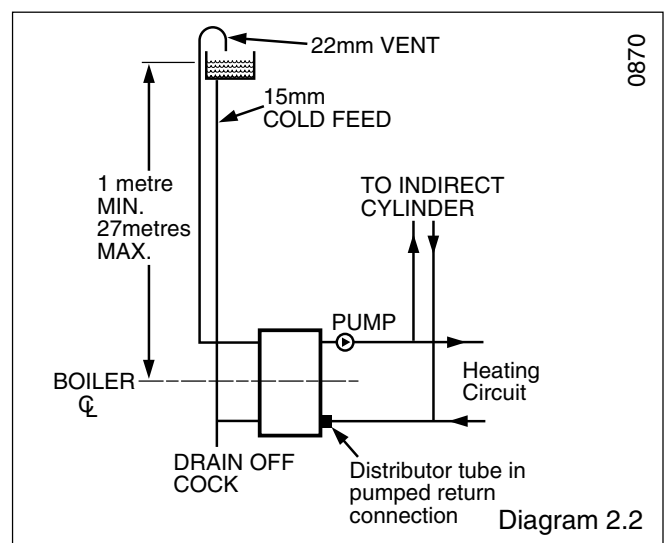 22mm VENT
0870
15mm
COLD FEED
1 metre
MIN.
27metres
MAX.
TO INDIRECT
CYLINDER
PUMP
BOILER
℄
Heating
Circuit
DRAIN OFF
COCK
Distributor tube in
pumped return
connection
Diagram 2.2